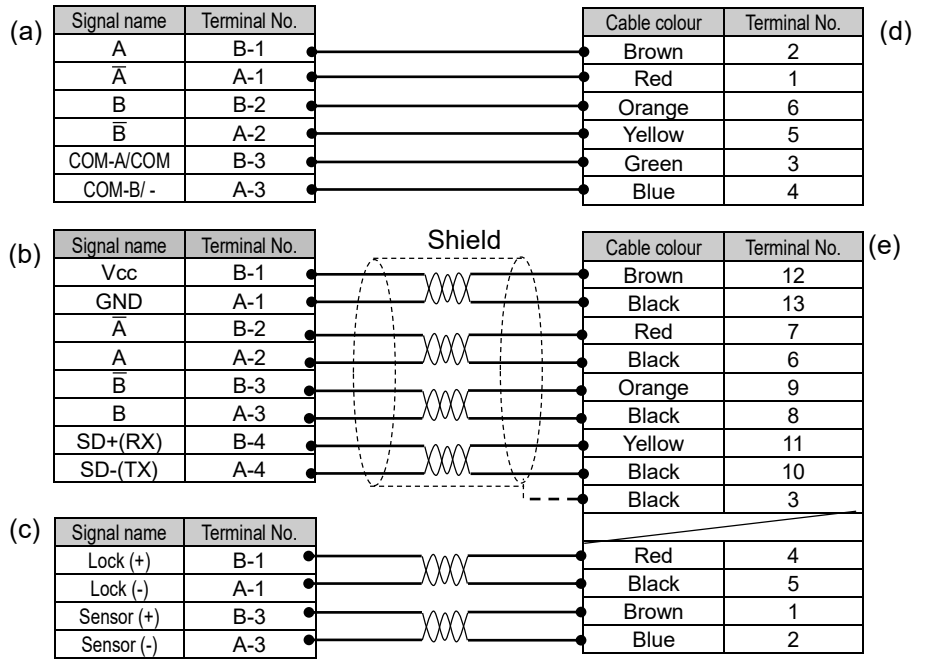 (a)
Signal name Terminal No.
A B-1
A̅ A-1
B B-2
B̅ A-2
COM-A/COM B-3
COM-B/ - A-3
Cable colour Terminal No.
(d)
Brown 2
Red 1
Orange 6
Yellow 5
Green 3
Blue 4
(b)
Signal name Terminal No.
Vcc B-1
GND A-1
A̅ B-2
A A-2
B̅ B-3
B A-3
SD+(RX) B-4
SD-(TX) A-4
Shield
Cable colour Terminal No.
(e)
Brown 12
Black 13
Red 7
Black 6
Orange 9
Black 8
Yellow 11
Black 10
Black 3
(c)
Signal name Terminal No.
Lock (+) B-1
Lock (-) A-1
Sensor (+) B-3
Sensor (-) A-3
Red 4
Black 5
Brown 1
Blue 2